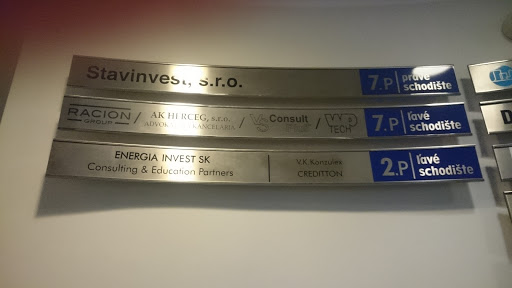 Stavinvest, s.r.o.
7.P pravé schodište
RACION GROUP / AK HERCEG, s.r.o. ADVOKÁTSKA KANCELÁRIA / Consult / TECH
7.P ľavé schodište
ENERGIA INVEST SK
Consulting & Education Partners
V.K Konzulta
CREDITTON
2.P ľavé schodište